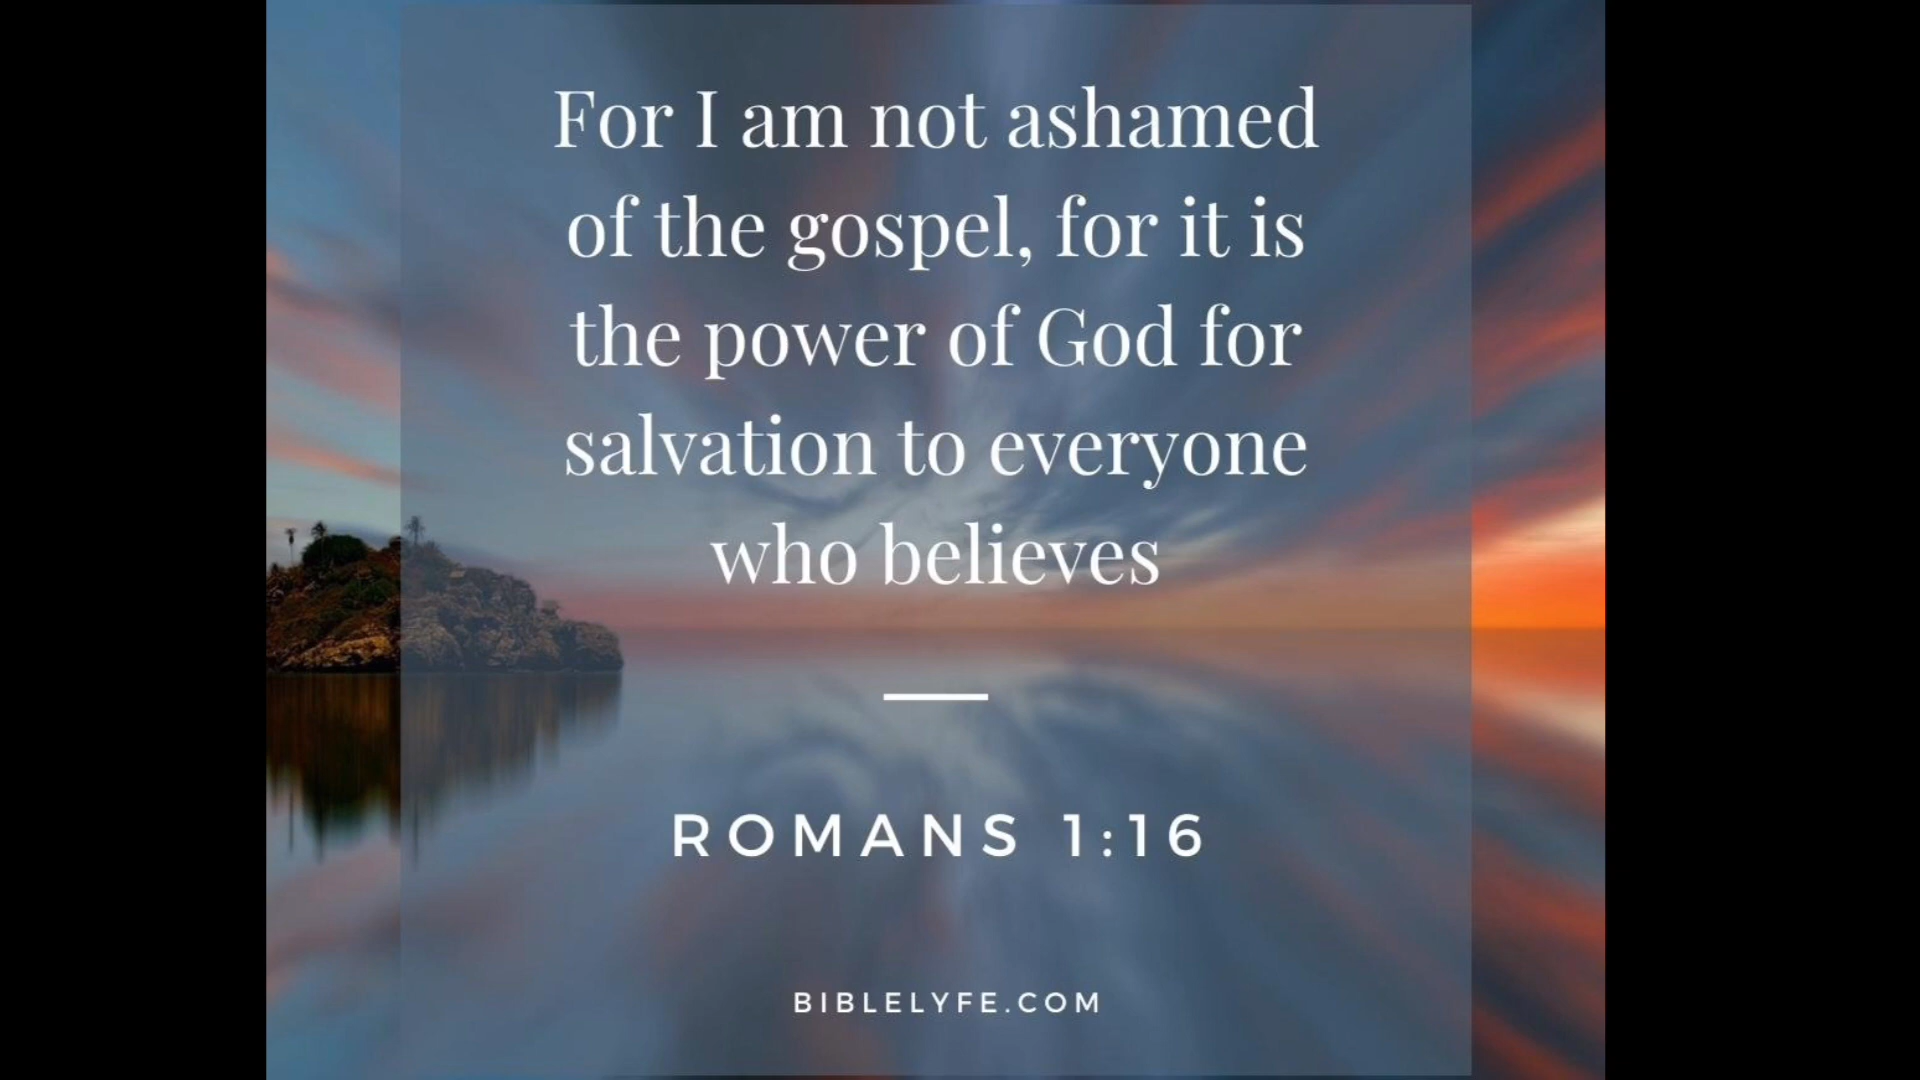 For I am not ashamed
of the gospel, for it is
the power of God for
salvation to everyone
who believes
ROMANS 1:16
BIBLELYFE.COM